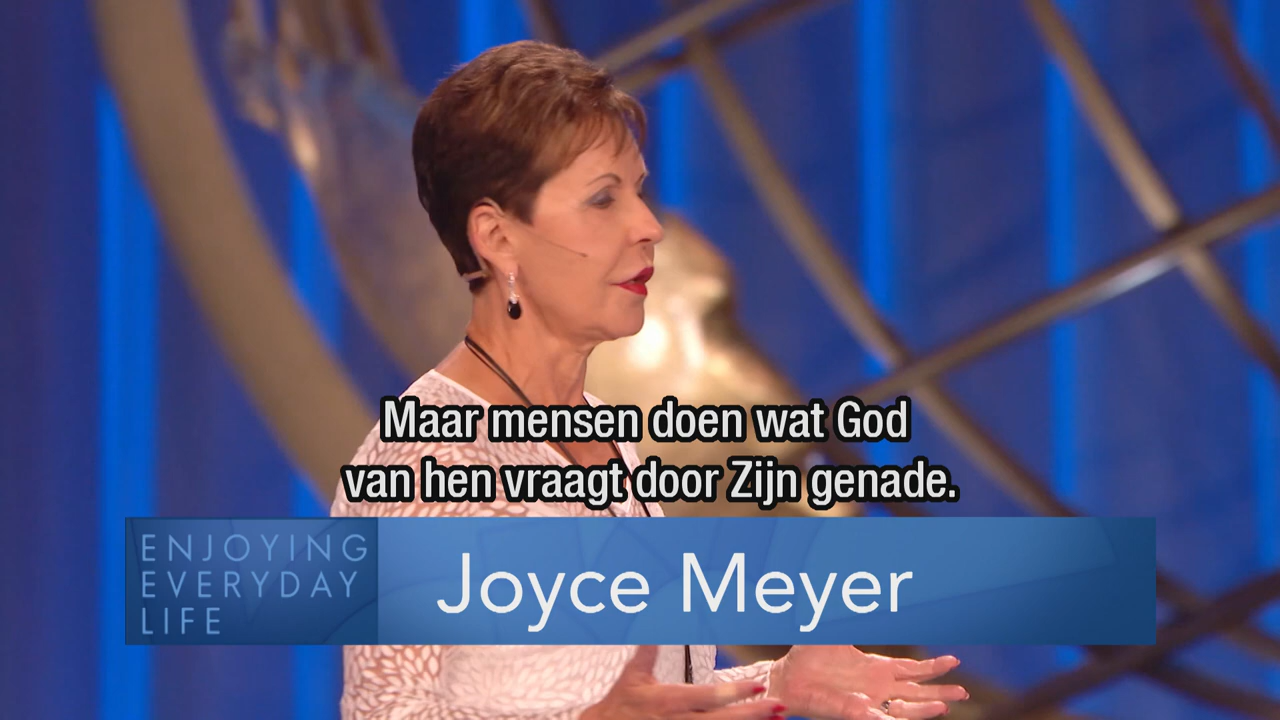 Maar mensen doen wat God
van hen vraagt door Zijn genade.
ENJOYING
EVERYDAY
LIFE
Joyce Meyer